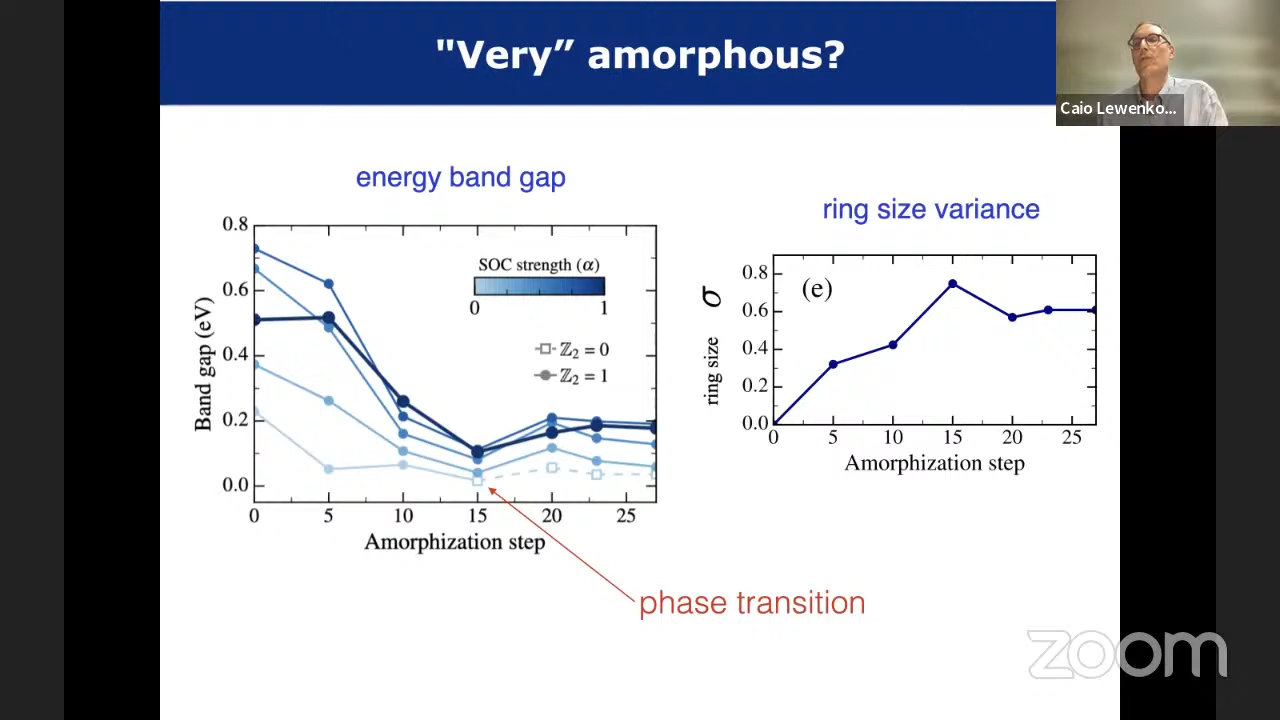 "Very” amorphous?
Caio Lewenko...
energy band gap
0.8
0.6
0.4
0.2
0.0
Band gap (eV)
SOC strength (α)
0 1
ℤ₂ = 0
ℤ₂ = 1
0 5 10 15 20 25
Amorphization step
ring size variance
0.8
0.6
0.4
0.2
0.0
ring size σ
(e)
0 5 10 15 20 25
Amorphization step
phase transition
zoom